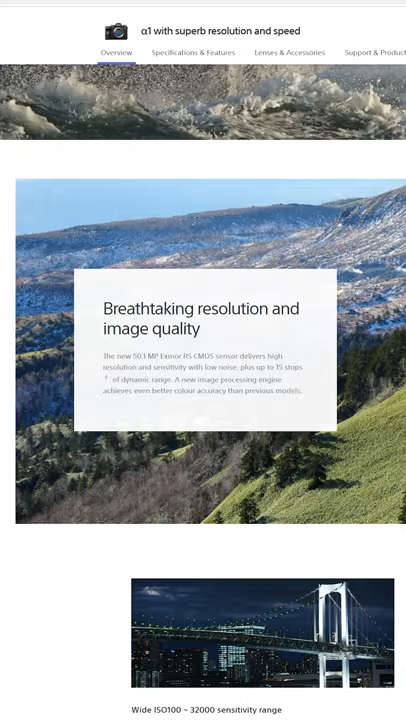 α1 with superb resolution and speed
Overview Specifications & Features Lenses & Accessories Support & Product
Breathtaking resolution and
image quality
The new 50.1 MP Exmor RS CMOS sensor delivers high
resolution and sensitivity with low noise, plus up to 15 stops
of dynamic range. A new image processing engine
achieves even better colour accuracy than previous models.
Wide ISO100 ~ 32000 sensitivity range